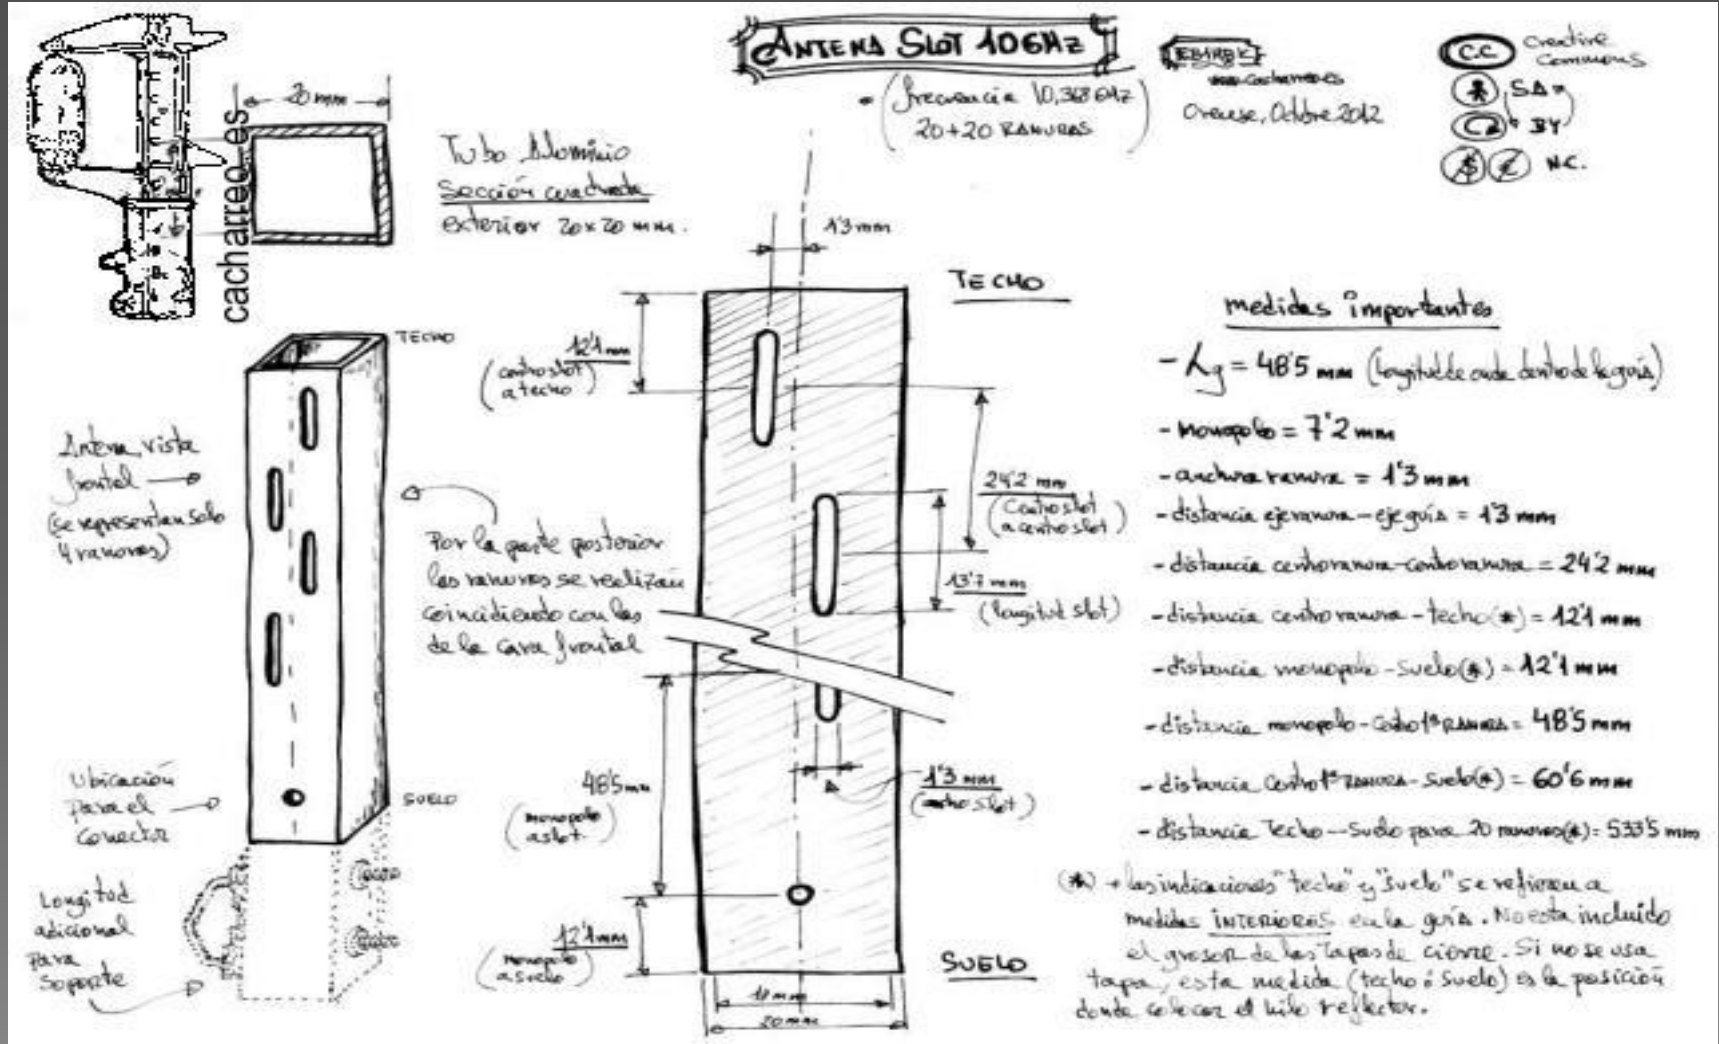 ANTENA SLOT 10GHz
(frecuencia 10,368 GHz
20+20 RANURAS)
Orense, Octubre 2012
C.C Creative
Commons
SA
BY
N.C.
cacharreo.es
20 mm
Tubo Aluminio
Sección cuadrada
exterior 20x20 mm.
TECHO
Antena, vista
frontal
(se representan solo
4 ranuras)
Ubicación
para el
conector
SUELO
Longitud
adicional
para
soporte
Por la parte posterior
las ranuras se realizan
coincidiendo con las
de la cara frontal
1'3 mm
TECHO
12'1 mm
(centro slot
a techo)
24'2 mm
(Centro slot
a centro slot)
13'7 mm
(longitud slot)
48'5 mm
(monopolo
a slot)
1'3 mm
(ancho slot)
12'1 mm
(monopolo
a suelo)
SUELO
18 mm
20 mm
medidas importantes
- λg = 48'5 mm (longitud de onda dentro de la guía)
- monopolo = 7'2 mm
- anchura ranura = 1'3 mm
- distancia eje ranura - eje guía = 1'3 mm
- distancia centro ranura - centro ranura = 24'2 mm
- distancia centro ranura - techo (*) = 12'1 mm
- distancia monopolo - suelo (*) = 12'1 mm
- distancia monopolo - centro 1ª RANURA = 48'5 mm
- distancia Centro 1ª RANURA - Suelo (*) = 60'6 mm
- distancia Techo - Suelo para 20 ranuras (*) = 533'5 mm
(*) → las indicaciones "techo" y "suelo" se refieren a
medidas INTERIORES en la guía. No esta incluido
el grosor de las tapas de cierre. Si no se usa
tapa, esta medida (techo ó suelo) es la posición
donde colocar el hilo reflector.